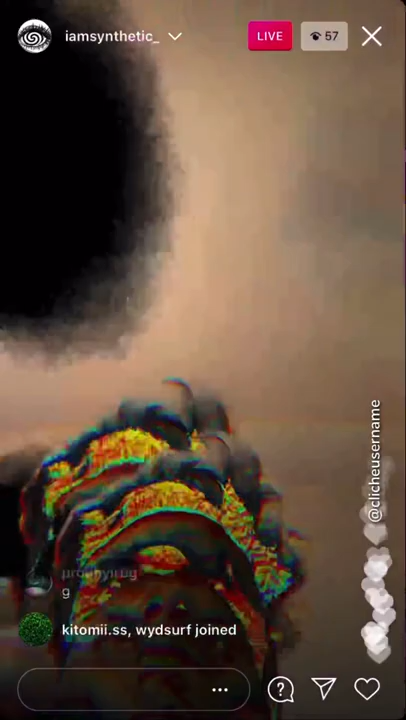 iamsynthetic_
LIVE
57
@clicheusername
g
kitomii.ss, wydsurf joined